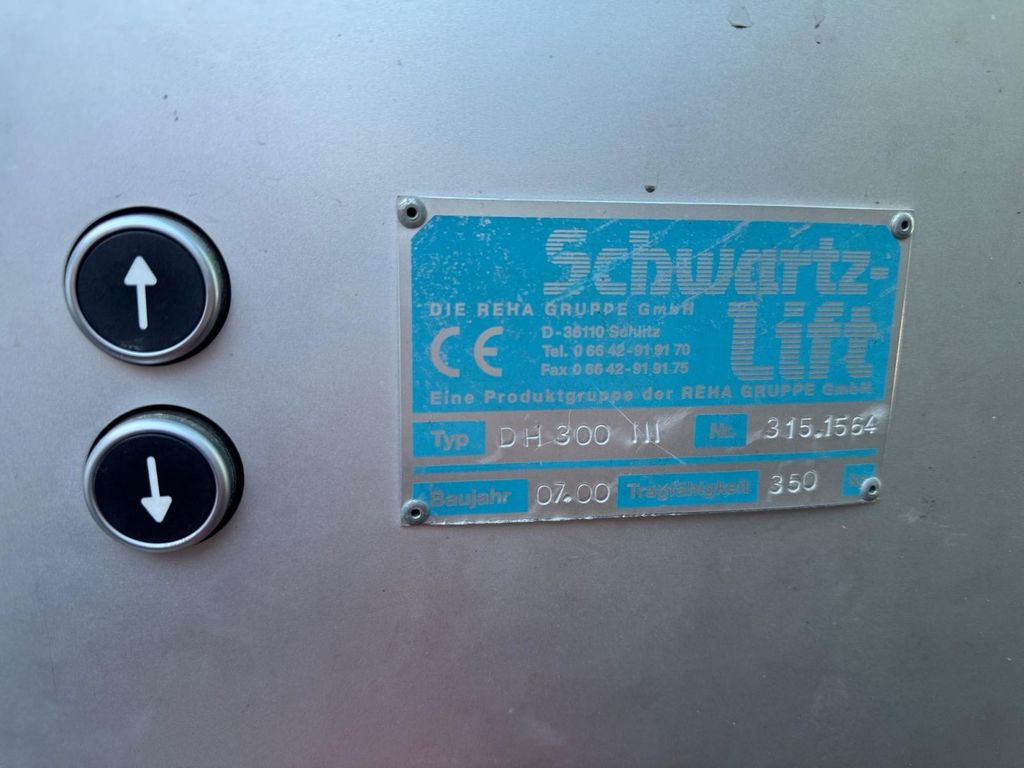 Schwartz-
Lift
DIE REHA GRUPPE GmbH
D-36110 Schlitz
CE
Tel. 0 66 42-91 91 70
Fax 0 66 42-91 91 75
Eine Produktgruppe der REHA GRUPPE GmbH
Typ DH 300 III Nr. 315.1564
Baujahr 07.00 Tragfähigkeit 350